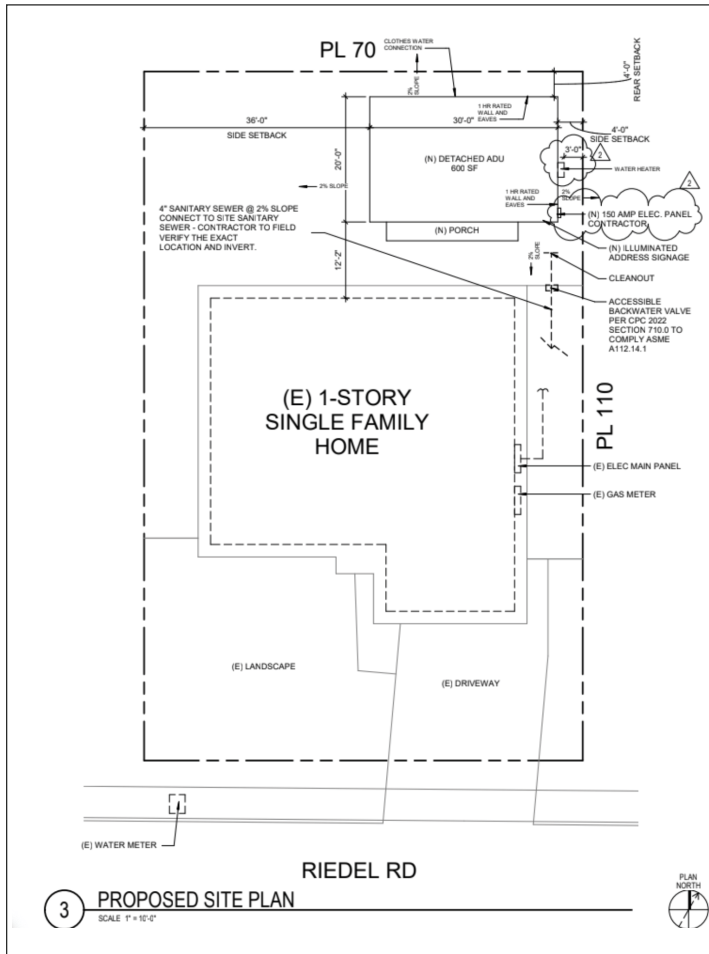 PL 70
CLOTHES WATER
CONNECTION
2%
SLOPE
4'-0"
REAR SETBACK
1 HR RATED
WALL AND
EAVES
36'-0"
SIDE SETBACK
30'-0"
4'-0"
SIDE SETBACK
3'-0"
2
WATER HEATER
20'-0"
(N) DETACHED ADU
600 SF
2% SLOPE
1 HR RATED
WALL AND
EAVES
2%
SLOPE
2
(N) 150 AMP ELEC. PANEL
CONTRACTOR
4" SANITARY SEWER @ 2% SLOPE
CONNECT TO SITE SANITARY
SEWER - CONTRACTOR TO FIELD
VERIFY THE EXACT
LOCATION AND INVERT.
(N) PORCH
(N) ILLUMINATED
ADDRESS SIGNAGE
12'-2"
2%
SLOPE
CLEANOUT
ACCESSIBLE
BACKWATER VALVE
PER CPC 2022
SECTION 710.0 TO
COMPLY ASME
A112.14.1
(E) 1-STORY
SINGLE FAMILY
HOME
PL 110
(E) ELEC MAIN PANEL
(E) GAS METER
(E) LANDSCAPE
(E) DRIVEWAY
(E) WATER METER
RIEDEL RD
3
PROPOSED SITE PLAN
SCALE 1" = 10'-0"
PLAN
NORTH